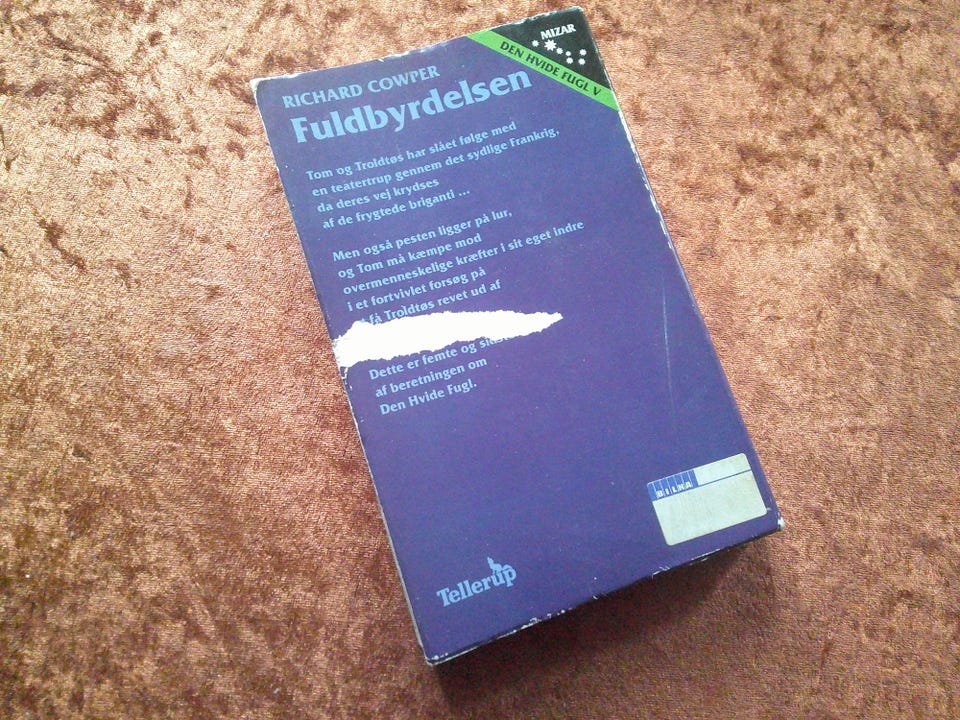 MIZAR
DEN HVIDE FUGL V
RICHARD COWPER
Fuldbyrdelsen
Tom og Troldtøs har slået følge med
en teatertrup gennem det sydlige Frankrig,
da deres vej krydses
af de frygtede briganti ...
Men også pesten ligger på lur,
og Tom må kæmpe mod
overmenneskelige kræfter i sit eget indre
i et fortvivlet forsøg på
få Troldtøs revet ud af
Dette er femte og
af beretningen om
Den Hvide Fugl.
BILKA
Tellerup